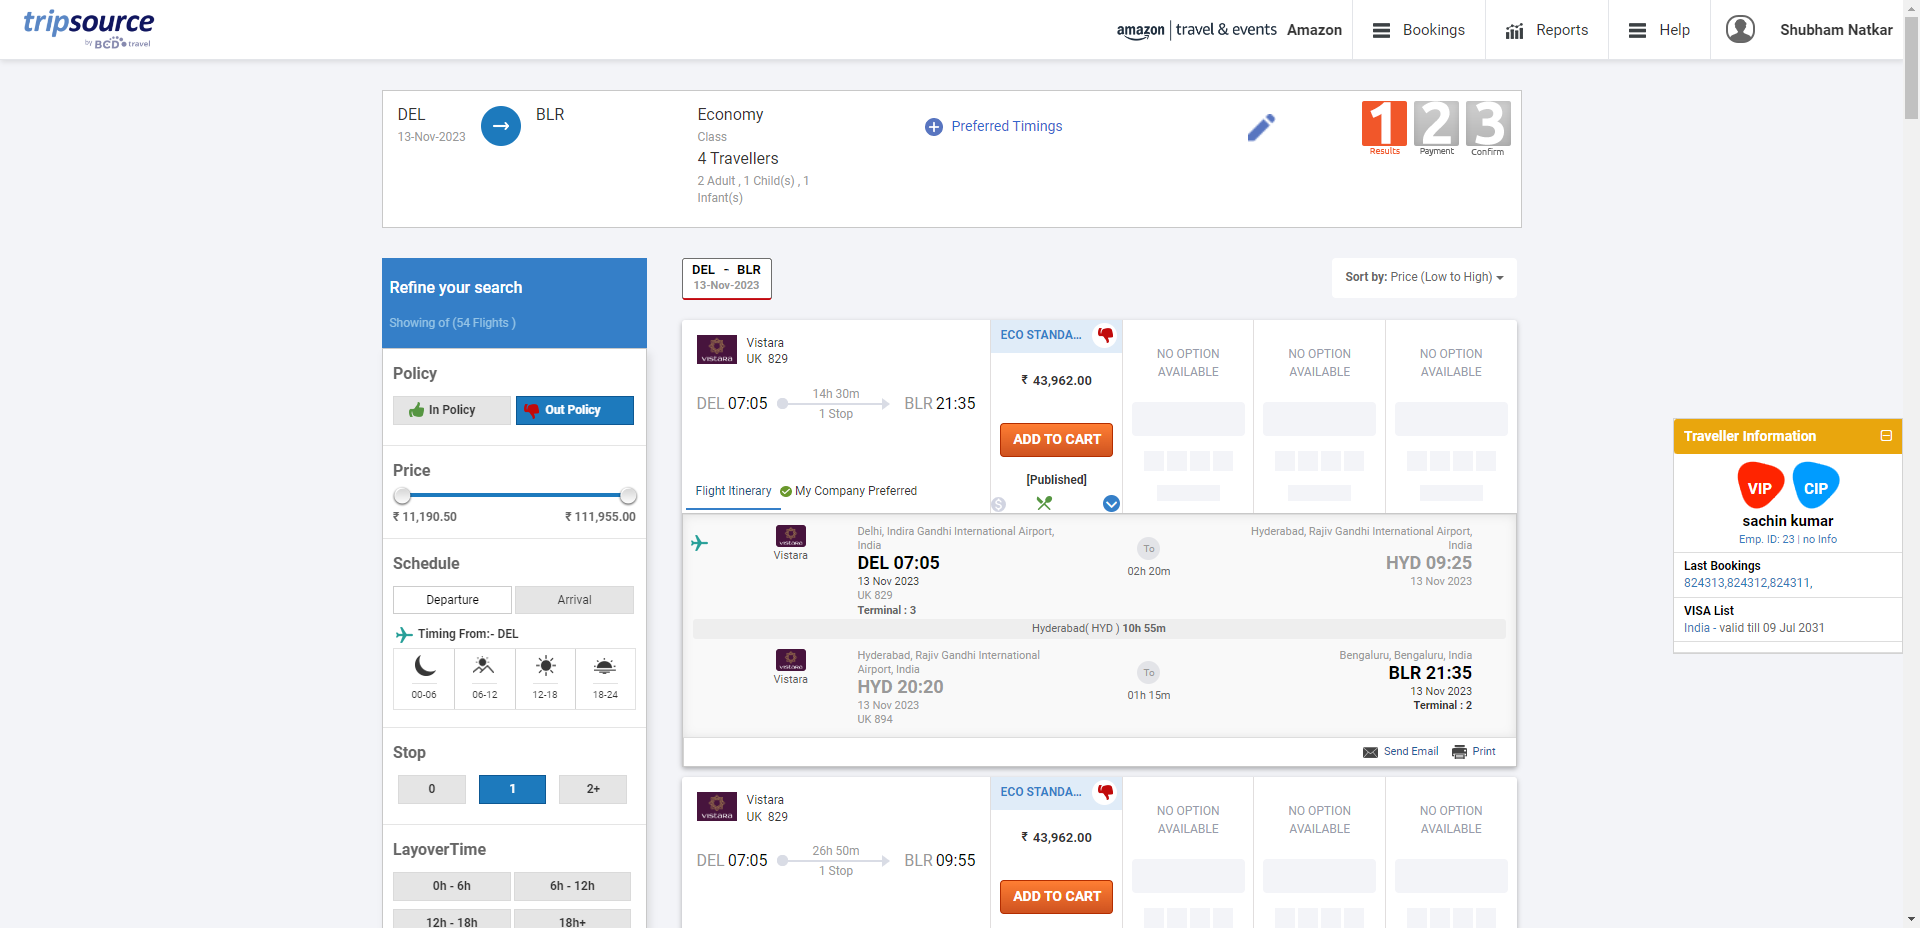 tripsource
by BCD travel
amazon | travel & events Amazon
Bookings
Reports
Help
Shubham Natkar
DEL
13-Nov-2023
BLR
Economy
Class
4 Travellers
2 Adult , 1 Child(s) , 1
Infant(s)
Preferred Timings
1 2 3
Results Payment Confirm
Refine your search
Showing of (54 Flights )
Policy
In Policy
Out Policy
Price
₹ 11,190.50
₹ 111,955.00
Schedule
Departure
Arrival
Timing From:- DEL
00-06
06-12
12-18
18-24
Stop
0
1
2+
LayoverTime
0h - 6h
6h - 12h
12h - 18h
18h+
DEL - BLR
13-Nov-2023
Sort by: Price (Low to High)
VISTARA
Vistara
UK 829
DEL 07:05
14h 30m
1 Stop
BLR 21:35
Flight Itinerary
My Company Preferred
ECO STANDA...
₹ 43,962.00
ADD TO CART
[Published]
NO OPTION
AVAILABLE
NO OPTION
AVAILABLE
NO OPTION
AVAILABLE
VISTARA
Vistara
Delhi, Indira Gandhi International Airport,
India
DEL 07:05
13 Nov 2023
UK 829
Terminal : 3
To
02h 20m
Hyderabad, Rajiv Gandhi International Airport,
India
HYD 09:25
13 Nov 2023
Hyderabad( HYD ) 10h 55m
VISTARA
Vistara
Hyderabad, Rajiv Gandhi International
Airport, India
HYD 20:20
13 Nov 2023
UK 894
To
01h 15m
Bengaluru, Bengaluru, India
BLR 21:35
13 Nov 2023
Terminal : 2
Send Email
Print
VISTARA
Vistara
UK 829
DEL 07:05
26h 50m
1 Stop
BLR 09:55
ECO STANDA...
₹ 43,962.00
ADD TO CART
NO OPTION
AVAILABLE
NO OPTION
AVAILABLE
NO OPTION
AVAILABLE
Traveller Information
VIP
CIP
sachin kumar
Emp. ID: 23 | no Info
Last Bookings
824313,824312,824311,
VISA List
India - valid till 09 Jul 2031